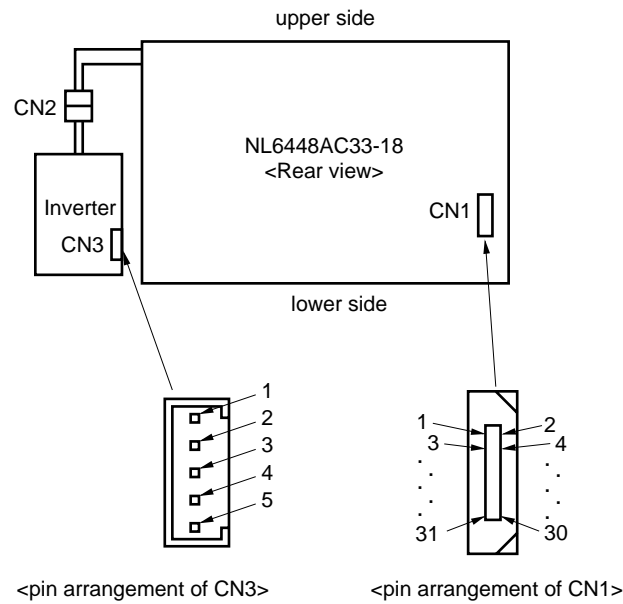 upper side
CN2
NL6448AC33-18
<Rear view>
Inverter
CN1
CN3
lower side
1
2
3
4
5
1 2
3 4
31 30
<pin arrangement of CN3>
<pin arrangement of CN1>